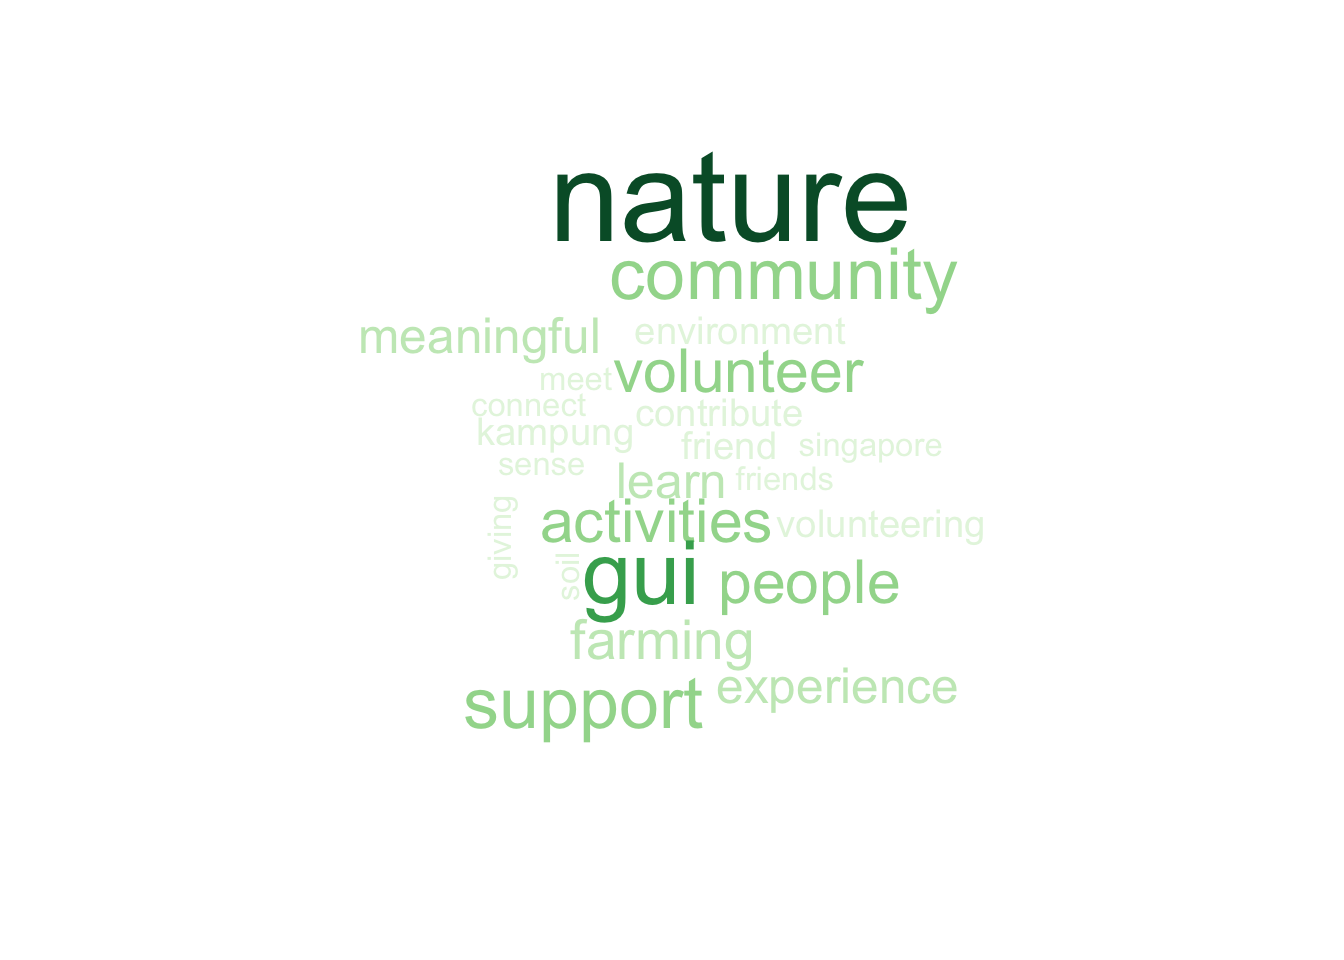 nature
community
meaningful environment
meet volunteer
connect contribute
kampung friend singapore
sense learn friends
giving activities volunteering
soil gui people
farming
support experience